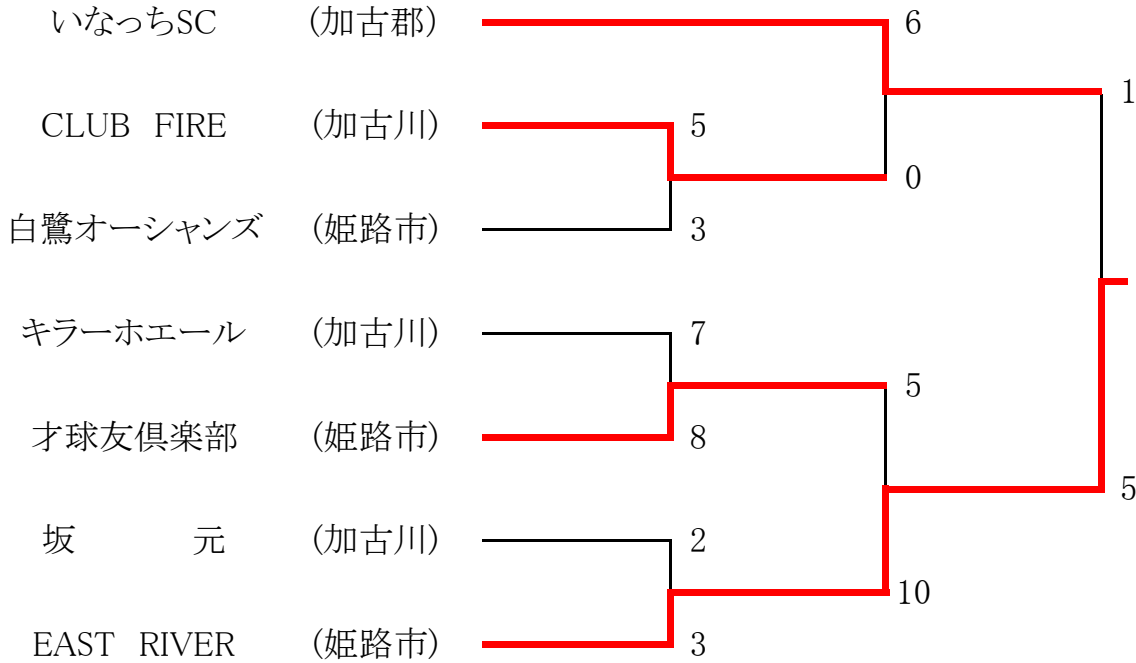 いなっちSC (加古郡) 6
1
CLUB FIRE (加古川) 5
0
白鷺オーシャンズ (姫路市) 3
キラーホエール (加古川) 7
5
才球友倶楽部 (姫路市) 8
5
坂 元 (加古川) 2
10
EAST RIVER (姫路市) 3